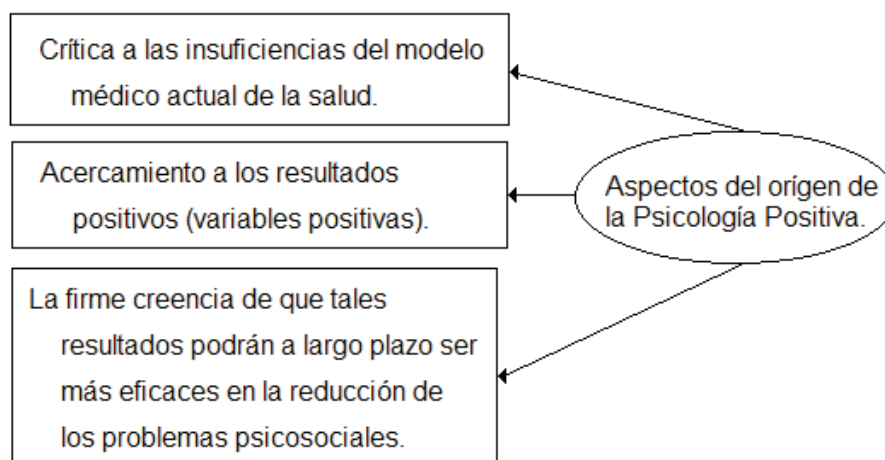 Crítica a las insuficiencias del modelo
médico actual de la salud.
Acercamiento a los resultados
positivos (variables positivas).
La firme creencia de que tales
resultados podrán a largo plazo ser
más eficaces en la reducción de
los problemas psicosociales.
Aspectos del orígen de
la Psicología Positiva.